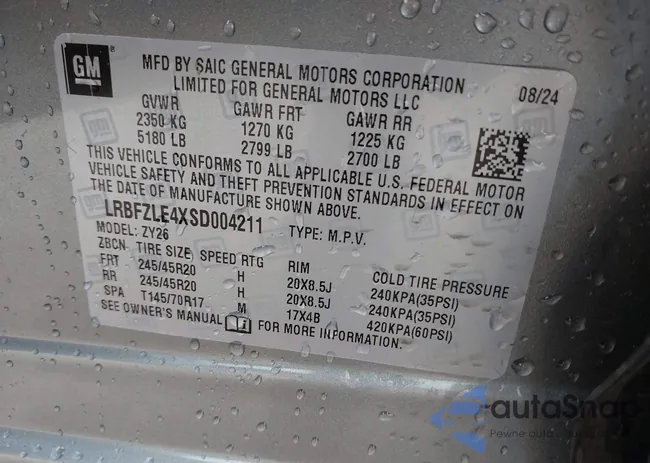 GM
MFD BY SAIC GENERAL MOTORS CORPORATION
LIMITED FOR GENERAL MOTORS LLC
08/24
GVWR GAWR FRT GAWR RR
2350 KG 1270 KG 1225 KG
5180 LB 2799 LB 2700 LB
THIS VEHICLE CONFORMS TO ALL APPLICABLE U.S. FEDERAL MOTOR
VEHICLE SAFETY AND THEFT PREVENTION STANDARDS IN EFFECT ON
THE DATE OF MANUFACTURE SHOWN ABOVE.
LRBFZLE4XSD004211 TYPE: M.P.V.
MODEL: ZY26
ZBCN TIRE SIZE SPEED RTG RIM COLD TIRE PRESSURE
FRT 245/45R20 H 20X8.5J 240KPA(35PSI)
RR 245/45R20 H 20X8.5J 240KPA(35PSI)
SPA T145/70R17 M 17X4B 420KPA(60PSI)
SEE OWNER'S MANUAL FOR MORE INFORMATION.
autaSnap
Pewne auta